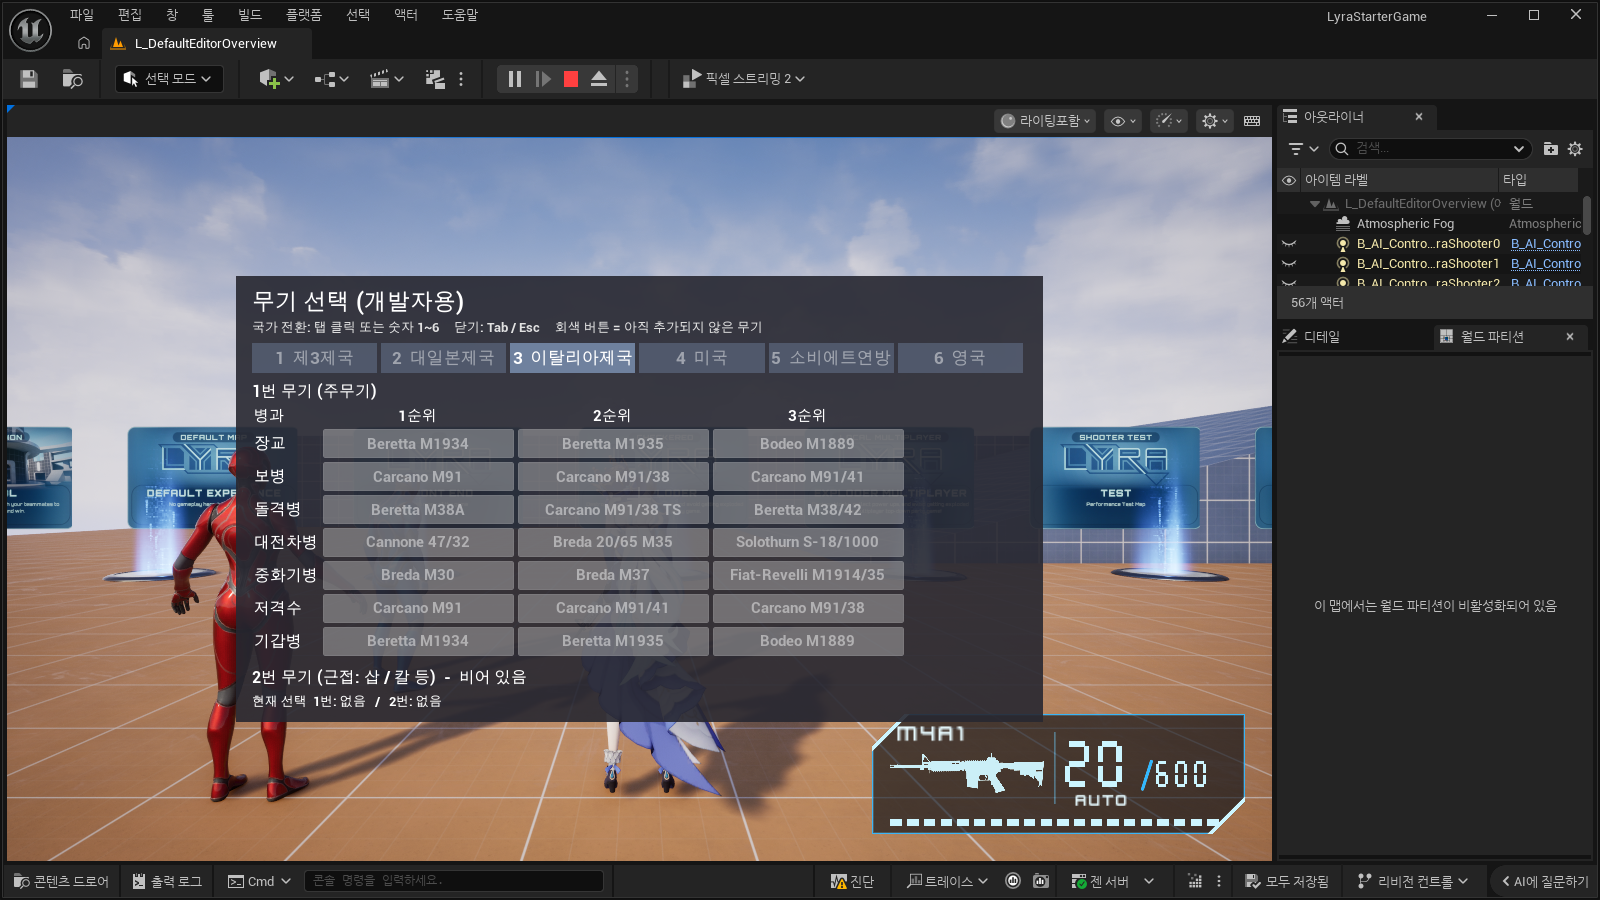 파일 편집 창 툴 빌드 플랫폼 선택 액터 도움말
LyraStarterGame
L_DefaultEditorOverview
선택 모드
픽셀 스트리밍 2
라이팅포함
아웃라이너
검색...
아이템 라벨 타입
L_DefaultEditorOverview (에 월드
Atmospheric Fog Atmospheric
B_AI_Contro...raShooter0 B_AI_Contro
B_AI_Contro...raShooter1 B_AI_Contro
B_AI_Contro...raShooter2 B_AI_Contro
56개 액터
디테일 월드 파티션
이 맵에서는 월드 파티션이 비활성화되어 있음
무기 선택 (개발자용)
국가 전환: 탭 클릭 또는 숫자 1~6 닫기: Tab / Esc 회색 버튼 = 아직 추가되지 않은 무기
1 제3제국 2 대일본제국 3 이탈리아제국 4 미국 5 소비에트연방 6 영국
1번 무기 (주무기)
병과 1순위 2순위 3순위
장교 Beretta M1934 Beretta M1935 Bodeo M1889
보병 Carcano M91 Carcano M91/38 Carcano M91/41
돌격병 Beretta M38A Carcano M91/38 TS Beretta M38/42
대전차병 Cannone 47/32 Breda 20/65 M35 Solothurn S-18/1000
중화기병 Breda M30 Breda M37 Fiat-Revelli M1914/35
저격수 Carcano M91 Carcano M91/41 Carcano M91/38
기갑병 Beretta M1934 Beretta M1935 Bodeo M1889
2번 무기 (근접: 삽 / 칼 등) - 비어 있음
현재 선택 1번: 없음 / 2번: 없음
DEFAULT MAP
LYRA
DEFAULT EXPERIENCE
SHOOTER TEST
LYRA
TEST
Performance Test Map
M4A1
20 /600
AUTO
콘텐츠 드로어 출력 로그 Cmd 콘솔 명령을 입력하세요. 진단 트레이스 젠 서버 모두 저장됨 리비전 컨트롤 AI에 질문하기